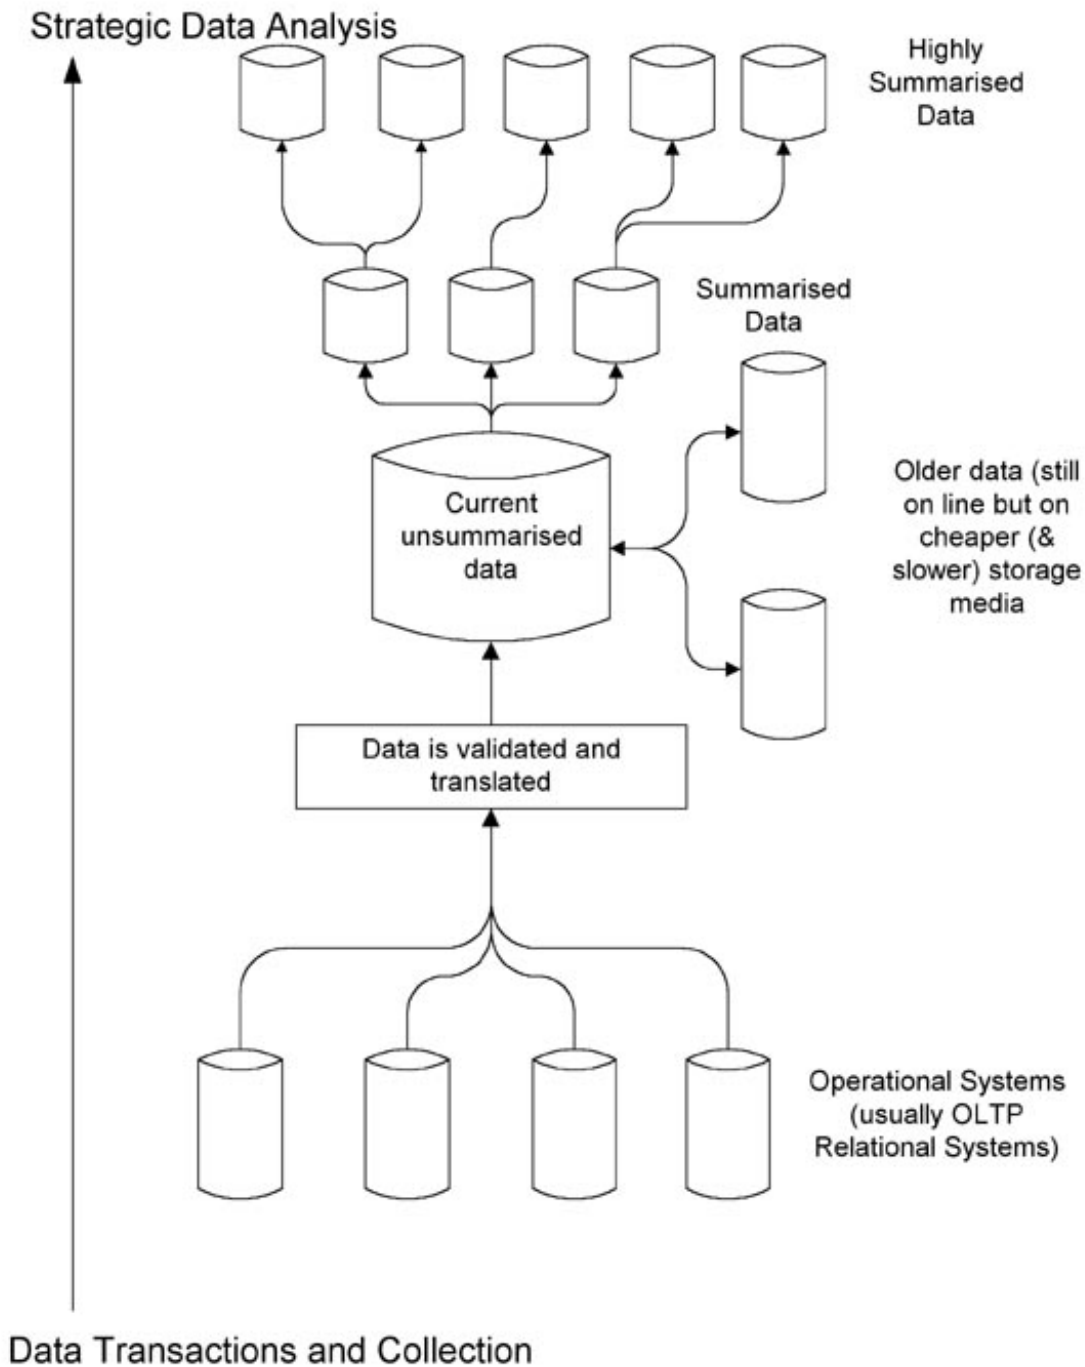 Strategic Data Analysis
Highly
Summarised
Data
Summarised
Data
Current
unsummarised
data
Older data (still
on line but on
cheaper (&
slower) storage
media
Data is validated and
translated
Operational Systems
(usually OLTP
Relational Systems)
Data Transactions and Collection